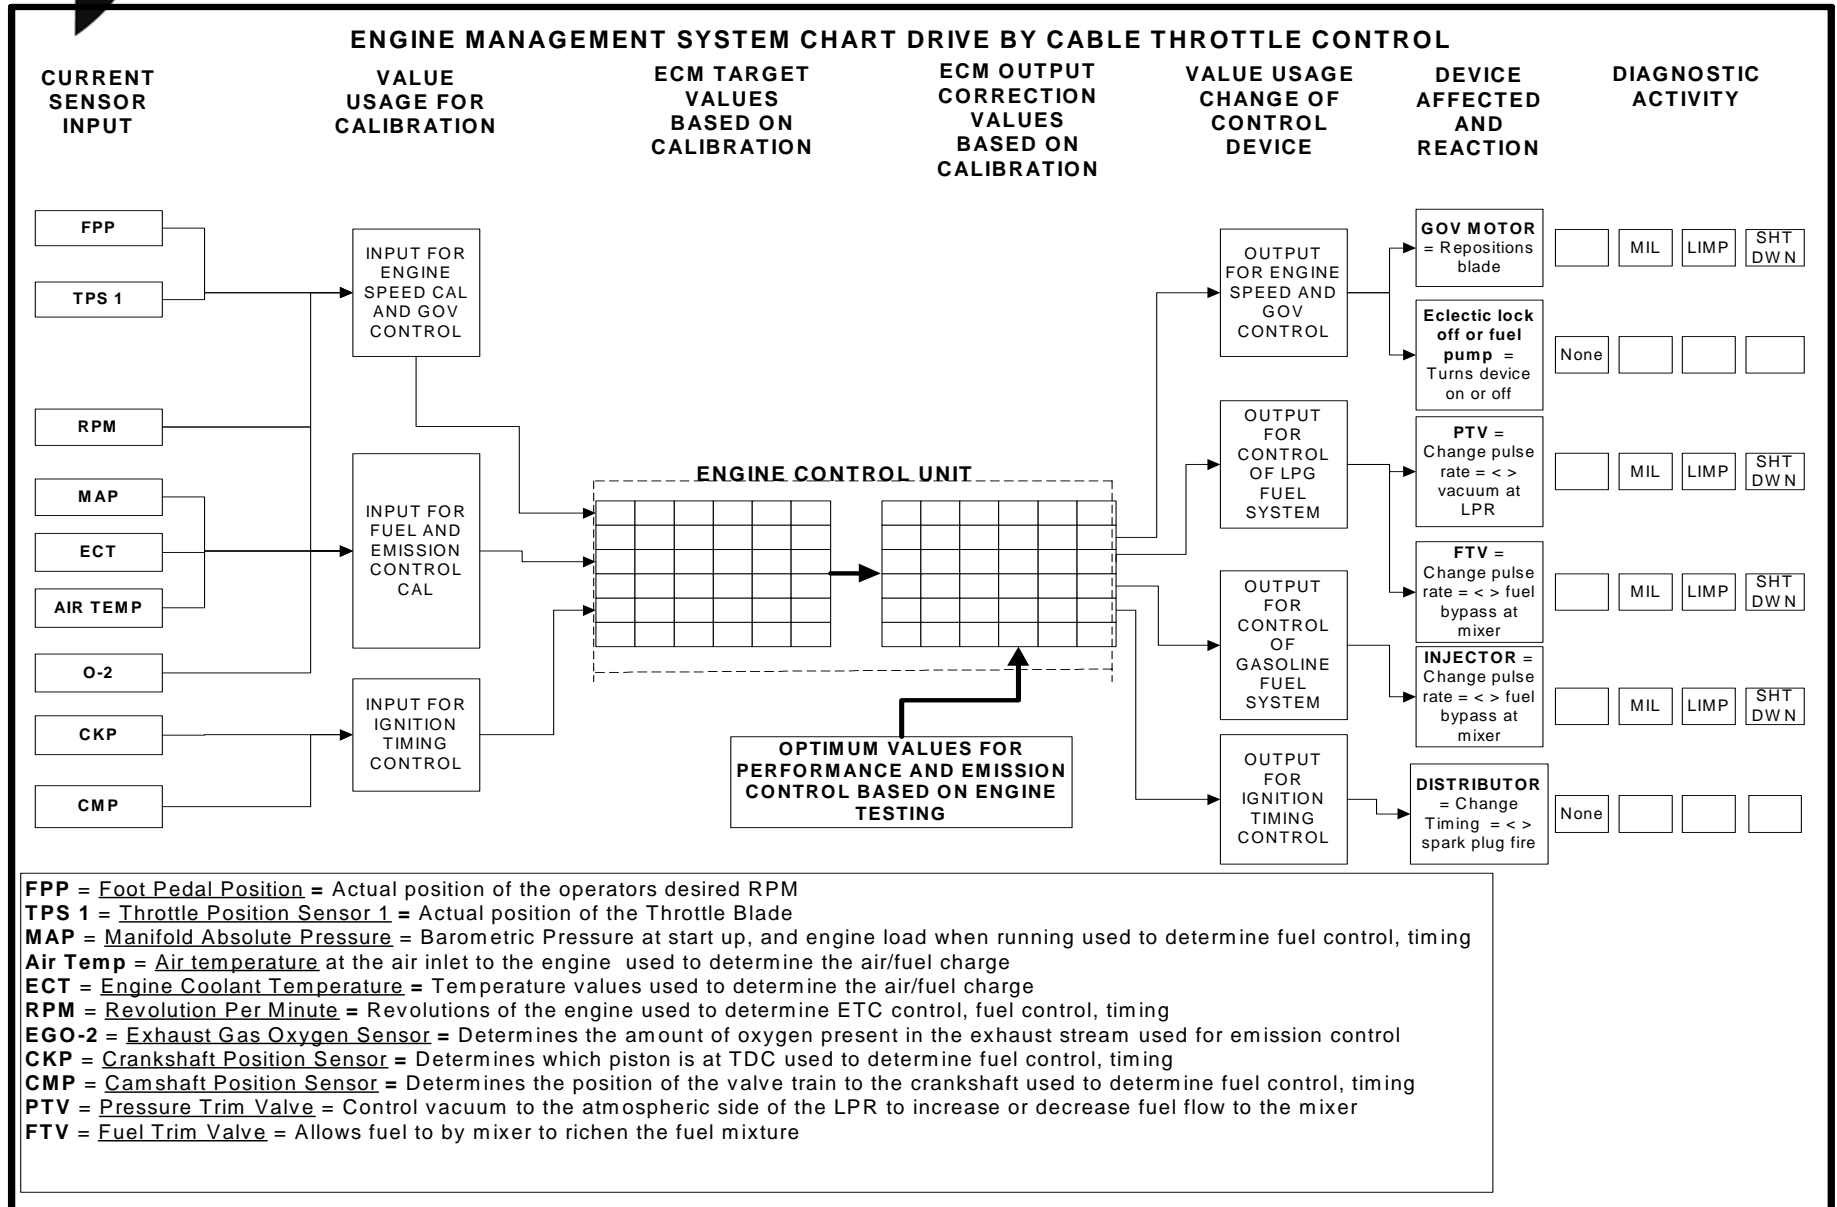 ENGINE MANAGEMENT SYSTEM CHART DRIVE BY CABLE THROTTLE CONTROL
CURRENT
SENSOR
INPUT
VALUE
USAGE FOR
CALIBRATION
ECM TARGET
VALUES
BASED ON
CALIBRATION
ECM OUTPUT
CORRECTION
VALUES
BASED ON
CALIBRATION
VALUE USAGE
CHANGE OF
CONTROL
DEVICE
DEVICE
AFFECTED
AND
REACTION
DIAGNOSTIC
ACTIVITY
FPP
TPS 1
RPM
MAP
ECT
AIR TEMP
O-2
CKP
CMP
INPUT FOR
ENGINE
SPEED CAL
AND GOV
CONTROL
INPUT FOR
FUEL AND
EMISSION
CONTROL
CAL
INPUT FOR
IGNITION
TIMING
CONTROL
ENGINE CONTROL UNIT
OPTIMUM VALUES FOR
PERFORMANCE AND EMISSION
CONTROL BASED ON ENGINE
TESTING
OUTPUT
FOR ENGINE
SPEED AND
GOV
CONTROL
OUTPUT
FOR
CONTROL
OF LPG
FUEL
SYSTEM
OUTPUT
FOR
CONTROL
OF
GASOLINE
FUEL
SYSTEM
OUTPUT
FOR
IGNITION
TIMING
CONTROL
GOV MOTOR
= Repositions
blade
MIL
LIMP
SHT
DWN
Eclectic lock
off or fuel
pump =
Turns device
on or off
None
PTV =
Change pulse
rate = < >
vacuum at
LPR
MIL
LIMP
SHT
DWN
FTV =
Change pulse
rate = < > fuel
bypass at
mixer
MIL
LIMP
SHT
DWN
INJECTOR =
Change pulse
rate = < > fuel
bypass at
mixer
MIL
LIMP
SHT
DWN
DISTRIBUTOR
= Change
Timing = < >
spark plug fire
None
FPP = Foot Pedal Position = Actual position of the operators desired RPM
TPS 1 = Throttle Position Sensor 1 = Actual position of the Throttle Blade
MAP = Manifold Absolute Pressure = Barometric Pressure at start up, and engine load when running used to determine fuel control, timing
Air Temp = Air temperature at the air inlet to the engine used to determine the air/fuel charge
ECT = Engine Coolant Temperature = Temperature values used to determine the air/fuel charge
RPM = Revolution Per Minute = Revolutions of the engine used to determine ETC control, fuel control, timing
EGO-2 = Exhaust Gas Oxygen Sensor = Determines the amount of oxygen present in the exhaust stream used for emission control
CKP = Crankshaft Position Sensor = Determines which piston is at TDC used to determine fuel control, timing
CMP = Camshaft Position Sensor = Determines the position of the valve train to the crankshaft used to determine fuel control, timing
PTV = Pressure Trim Valve = Control vacuum to the atmospheric side of the LPR to increase or decrease fuel flow to the mixer
FTV = Fuel Trim Valve = Allows fuel to by mixer to richen the fuel mixture